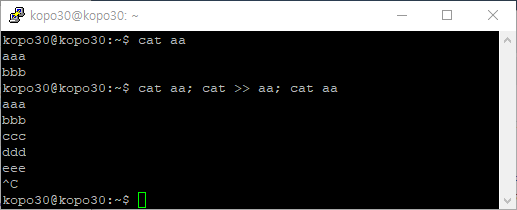 kopo30@kopo30: ~
kopo30@kopo30:~$ cat aa
aaa
bbb
kopo30@kopo30:~$ cat aa; cat >> aa; cat aa
aaa
bbb
ccc
ddd
eee
^C
kopo30@kopo30:~$